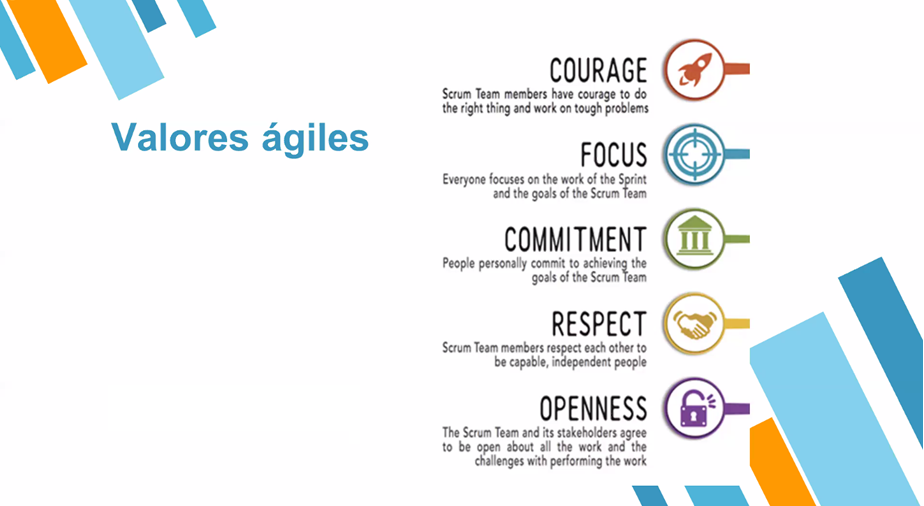 Valores ágiles
COURAGE
Scrum Team members have courage to do
the right thing and work on tough problems
FOCUS
Everyone focuses on the work of the Sprint
and the goals of the Scrum Team
COMMITMENT
People personally commit to achieving the
goals of the Scrum Team
RESPECT
Scrum Team members respect each other to
be capable, independent people
OPENNESS
The Scrum Team and its stakeholders agree
to be open about all the work and the
challenges with performing the work